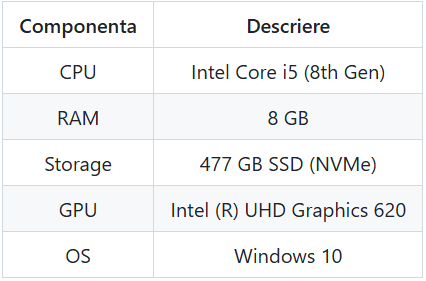 Componenta Descriere
CPU Intel Core i5 (8th Gen)
RAM 8 GB
Storage 477 GB SSD (NVMe)
GPU Intel (R) UHD Graphics 620
OS Windows 10